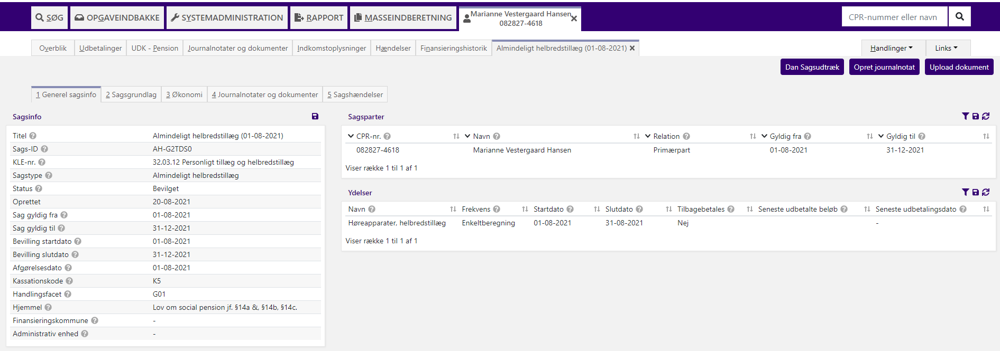 SØG OPGAVEINDBAKKE SYSTEMADMINISTRATION RAPPORT MASSEINDBERETNING Marianne Vestergaard Hansen CPR-nummer eller navn
082827-4618
Overblik Udbetalinger UDK - Pension Journalnotater og dokumenter Indkomstoplysninger Hændelser Finansieringshistorik Almindeligt helbredstillæg (01-08-2021) Handlinger Links
Dan Sagsudtræk Opret journalnotat Upload dokument
1 Generel sagsinfo 2 Sagsgrundlag 3 Økonomi 4 Journalnotater og dokumenter 5 Sagshændelser
Sagsinfo
Titel Almindeligt helbredstillæg (01-08-2021)
Sags-ID AH-G2TDS0
KLE-nr. 32.03.12 Personligt tillæg og helbredstillæg
Sagstype Almindeligt helbredstillæg
Status Bevilget
Oprettet 20-08-2021
Sag gyldig fra 01-08-2021
Sag gyldig til 31-12-2021
Bevilling startdato 01-08-2021
Bevilling slutdato 31-12-2021
Afgørelsesdato 01-08-2021
Kassationskode K5
Handlingsfacet G01
Hjemmel Lov om social pension jf. §14a &, §14b, §14c.
Finansieringskommune -
Administrativ enhed -
Sagsparter
CPR-nr. Navn Relation Gyldig fra Gyldig til
082827-4618 Marianne Vestergaard Hansen Primærpart 01-08-2021 31-12-2021
Viser række 1 til 1 af 1
Ydelser
Navn Frekvens Startdato Slutdato Tilbagebetales Seneste udbetalte beløb Seneste udbetalingsdato
Høreapparater, helbredstillæg Enkeltberegning 01-08-2021 31-08-2021 Nej -
Viser række 1 til 1 af 1